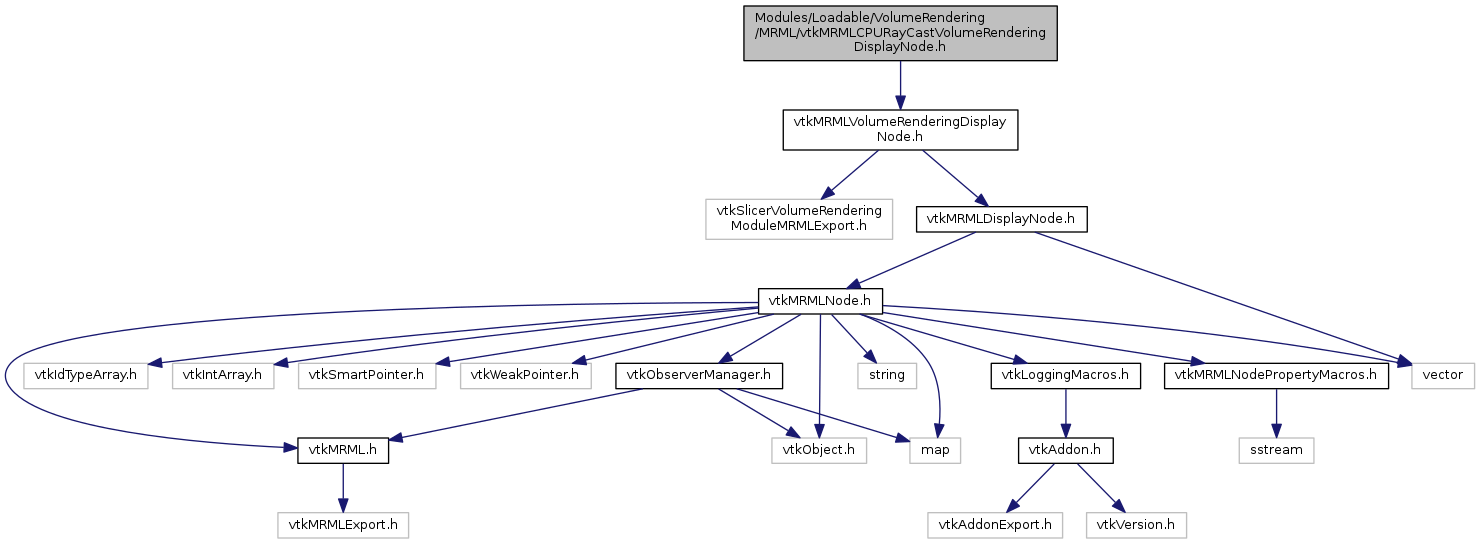 Modules/Loadable/VolumeRendering
/MRML/vtkMRMLCPURayCastVolumeRendering
DisplayNode.h
vtkMRMLVolumeRenderingDisplay
Node.h
vtkSlicerVolumeRendering
ModuleMRMLExport.h
vtkMRMLDisplayNode.h
vtkMRMLNode.h
vtkIdTypeArray.h
vtkIntArray.h
vtkSmartPointer.h
vtkWeakPointer.h
vtkObserverManager.h
string
vtkLoggingMacros.h
vtkMRMLNodePropertyMacros.h
vector
vtkMRML.h
vtkObject.h
map
vtkAddon.h
sstream
vtkMRMLExport.h
vtkAddonExport.h
vtkVersion.h